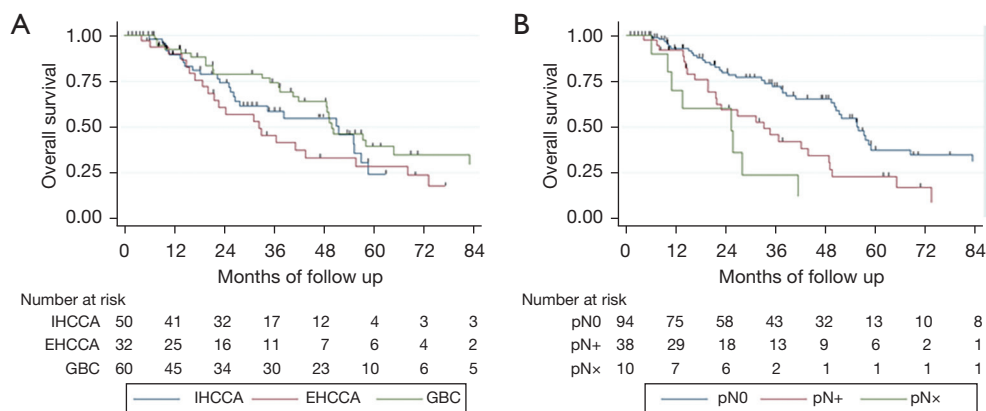 A
Overall survival
1.00
0.75
0.50
0.25
0.00
0 12 24 36 48 60 72 84
Months of follow up
Number at risk
IHCCA 50 41 32 17 12 4 3 3
EHCCA 32 25 16 11 7 6 4 2
GBC 60 45 34 30 23 10 6 5
IHCCA EHCCA GBC
B
Overall survival
1.00
0.75
0.50
0.25
0.00
0 12 24 36 48 60 72 84
Months of follow up
Number at risk
pN0 94 75 58 43 32 13 10 8
pN+ 38 29 18 13 9 6 2 1
pN× 10 7 6 2 1 1 1 1
pN0 pN+ pN×